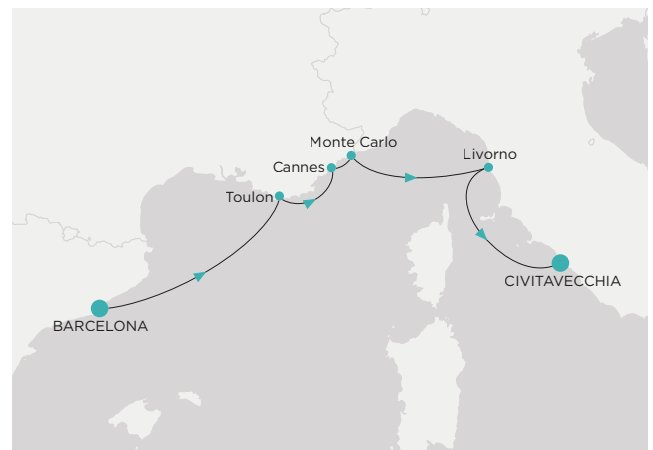 Monte Carlo
Livorno
Cannes
Toulon
CIVITAVECCHIA
BARCELONA